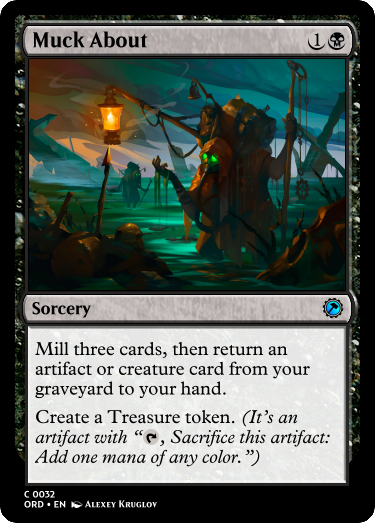 Muck About 1
Sorcery
Mill three cards, then return an
artifact or creature card from your
graveyard to your hand.
Create a Treasure token. (It's an
artifact with “, Sacrifice this artifact:
Add one mana of any color.”)
C 0032
ORD • EN Alexey Kruglov